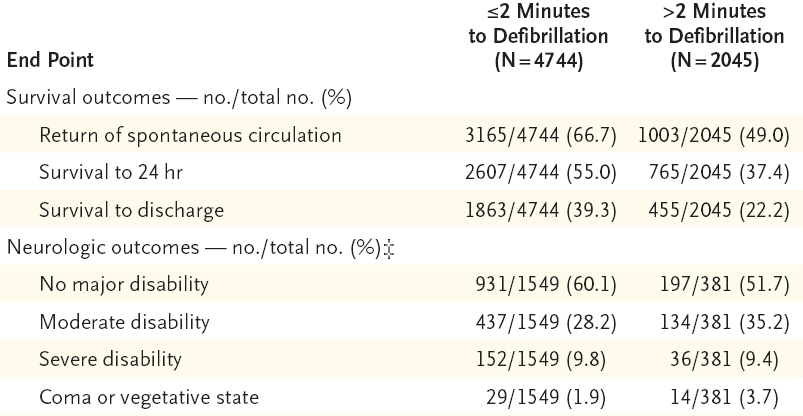 ≤2 Minutes >2 Minutes
to Defibrillation to Defibrillation
End Point (N=4744) (N=2045)
Survival outcomes — no./total no. (%)
Return of spontaneous circulation 3165/4744 (66.7) 1003/2045 (49.0)
Survival to 24 hr 2607/4744 (55.0) 765/2045 (37.4)
Survival to discharge 1863/4744 (39.3) 455/2045 (22.2)
Neurologic outcomes — no./total no. (%)‡
No major disability 931/1549 (60.1) 197/381 (51.7)
Moderate disability 437/1549 (28.2) 134/381 (35.2)
Severe disability 152/1549 (9.8) 36/381 (9.4)
Coma or vegetative state 29/1549 (1.9) 14/381 (3.7)